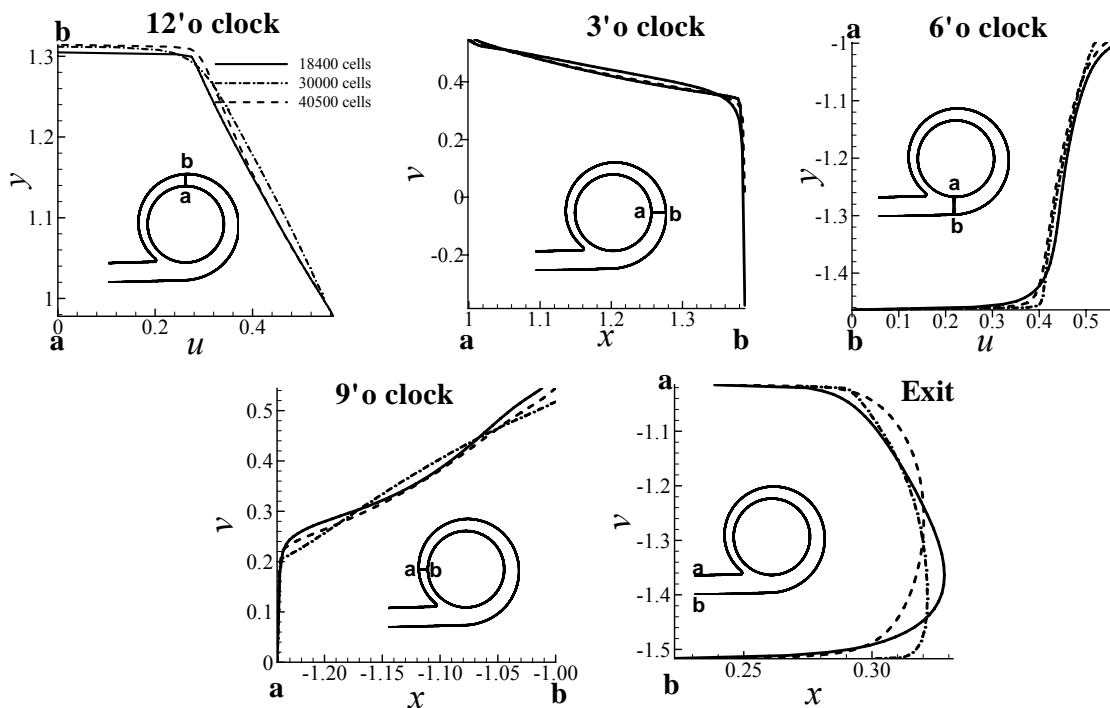 12'o clock
b
1.3
1.2
1.1
1
y
18400 cells
30000 cells
40500 cells
b
a
0
0.2
0.4
a
u
3'o clock
0.4
0.2
0
-0.2
v
a
b
1
1.1
1.2
1.3
a
x
b
6'o clock
a
-1
-1.1
-1.2
-1.3
-1.4
y
a
b
0
0.1
0.2
0.3
0.4
0.5
b
u
9'o clock
0.5
0.4
0.3
0.2
0.1
0
v
a
b
-1.20
-1.15
-1.10
-1.05
-1.00
a
x
b
Exit
a
-1.1
-1.2
-1.3
-1.4
-1.5
v
a
b
0.25
0.30
b
x